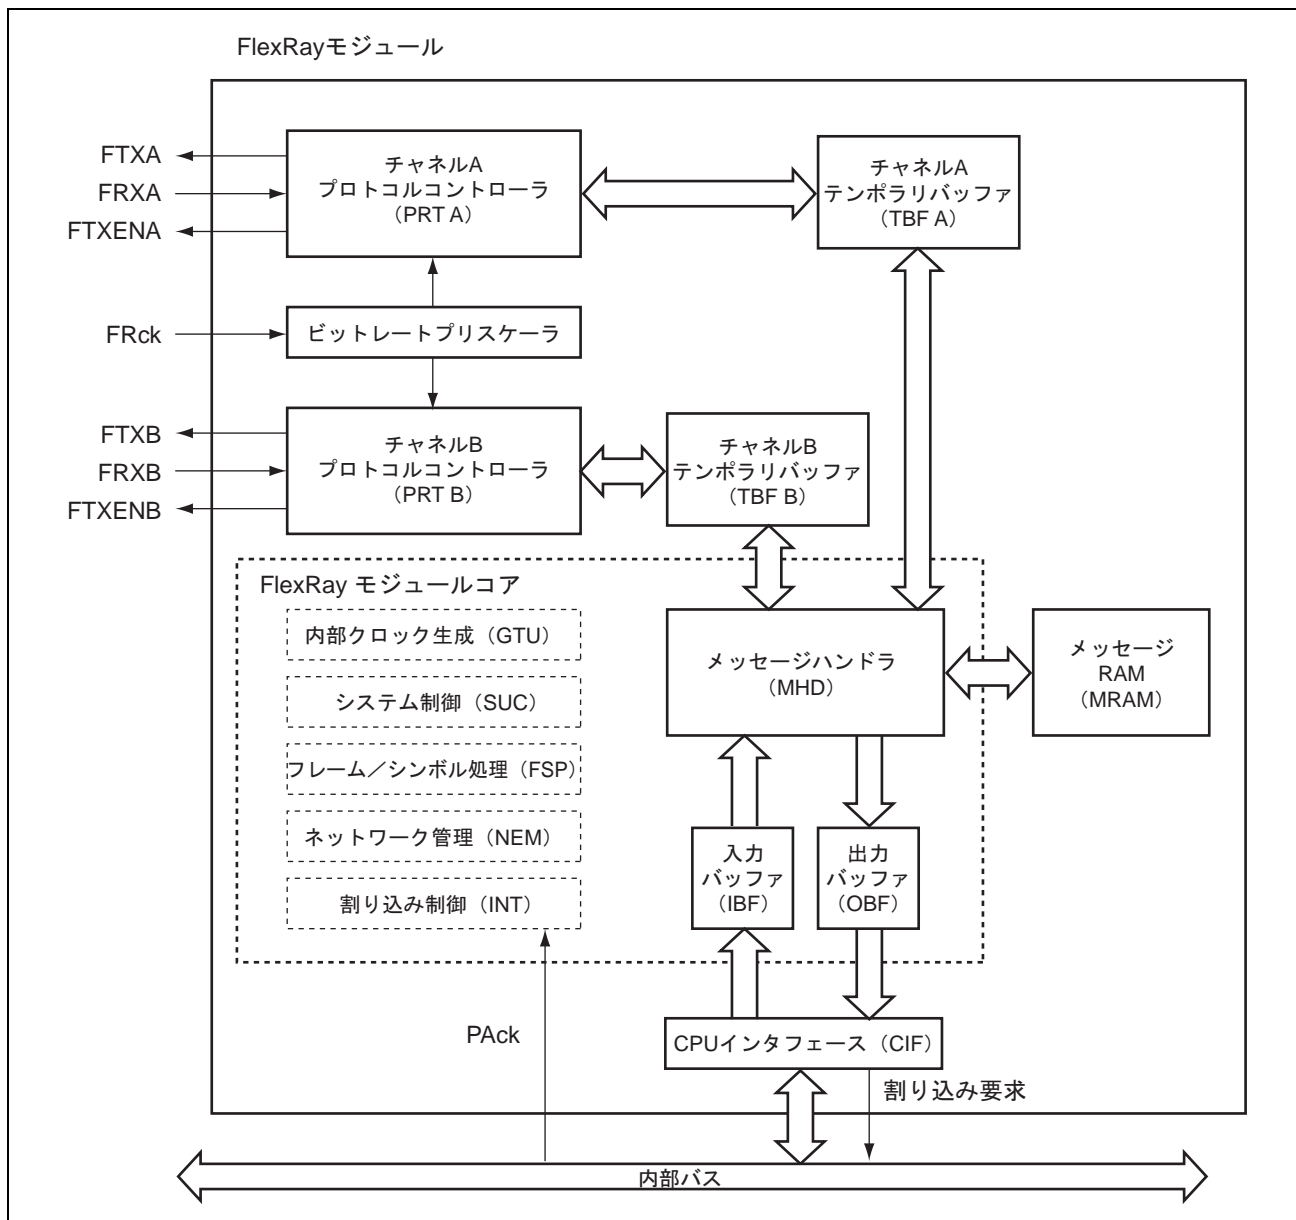 FlexRayモジュール
FTXA
FRXA
FTXENA
チャネルA
プロトコルコントローラ
(PRT A)
チャネルA
テンポラリバッファ
(TBF A)
FRck
ビットレートプリスケーラ
FTXB
FRXB
FTXENB
チャネルB
プロトコルコントローラ
(PRT B)
チャネルB
テンポラリバッファ
(TBF B)
FlexRay モジュールコア
内部クロック生成（GTU）
システム制御（SUC）
フレーム／シンボル処理（FSP）
ネットワーク管理（NEM）
割り込み制御（INT）
メッセージハンドラ
(MHD)
メッセージ
RAM
(MRAM)
入力
バッファ
（IBF）
出力
バッファ
（OBF）
PAck
CPUインタフェース（CIF）
割り込み要求
内部バス